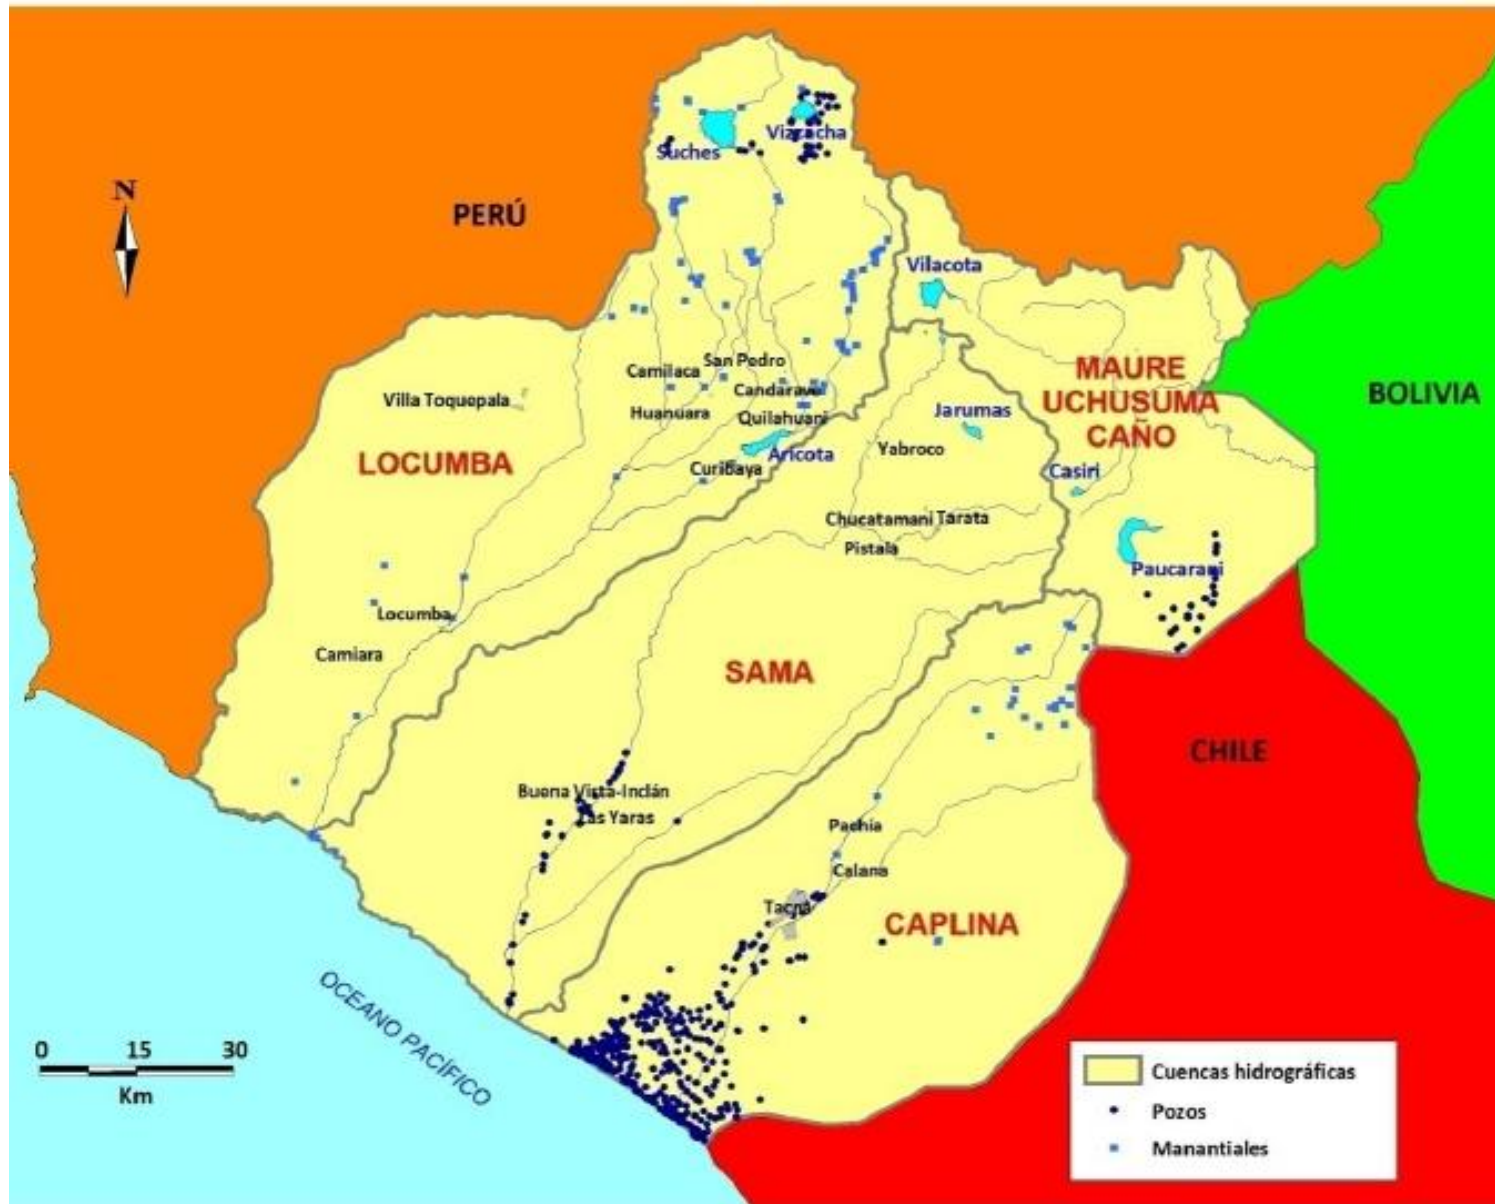 Vizcacha
Suches
N
PERÚ
Vilacota
San Pedro
Camilaca
MAURE
UCHUSUMA
CAÑO
BOLIVIA
Villa Toquepala
Candarave
Huanuara
Quilahuani
Jarumas
LOCUMBA
Aricota
Curibaya
Yabroco
Casiri
Chucatamani
Tarata
Pistala
Paucarani
Locumba
Camiara
SAMA
CHILE
Buena Vista-Inclán
Las Yaras
Pachia
Calana
Tacna
CAPLINA
OCEANO PACÍFICO
0 15 30
Km
Cuencas hidrográficas
Pozos
Manantiales